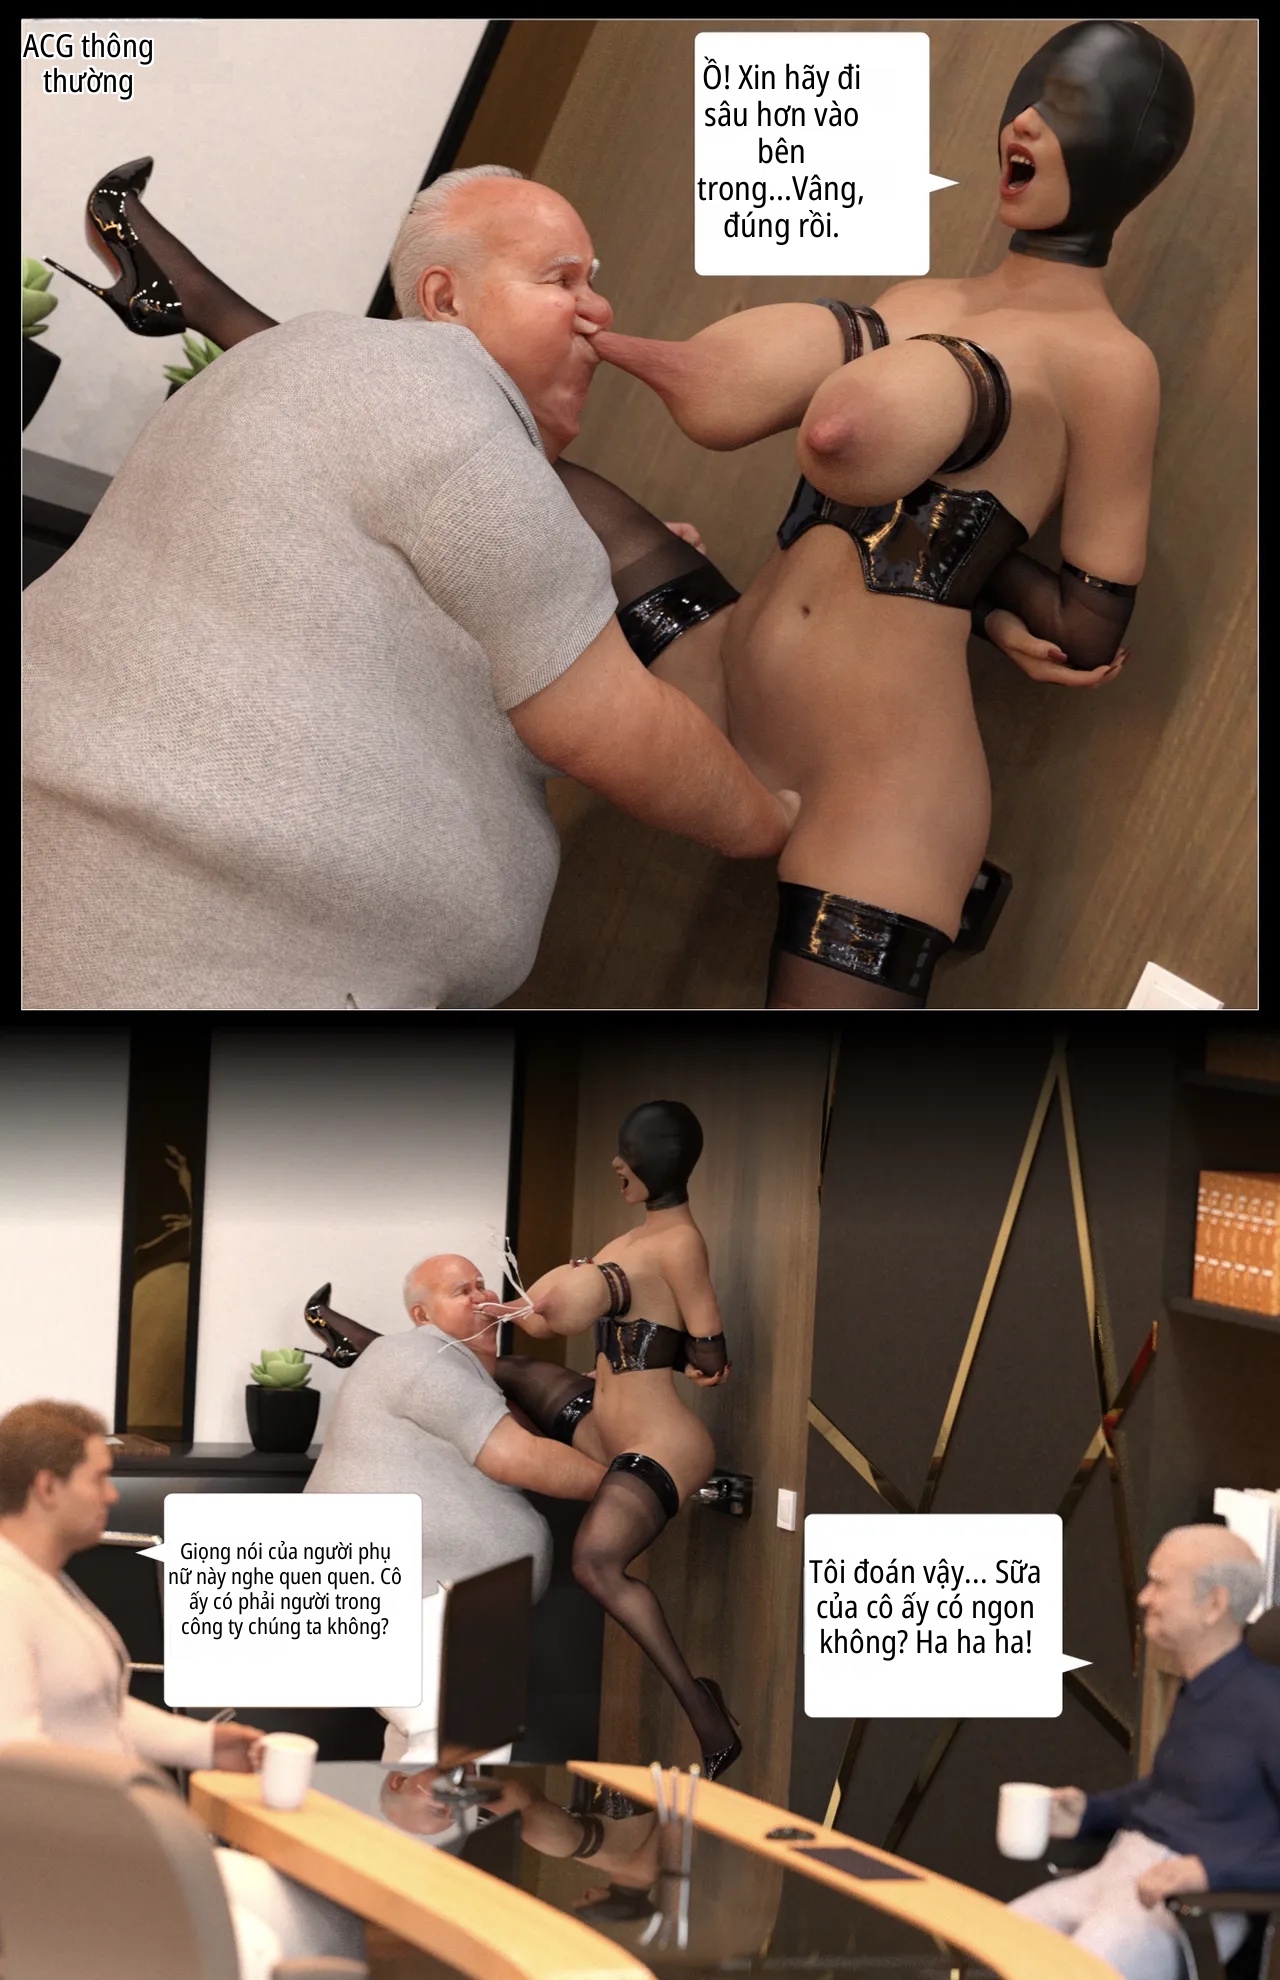 ACG thông
thường
Ồ! Xin hãy đi
sâu hơn vào
bên
trong...Vâng,
đúng rồi.
Giọng nói của người phụ
nữ này nghe quen quen. Cô
ấy có phải người trong
công ty chúng ta không?
Tôi đoán vậy... Sữa
của cô ấy có ngon
không? Ha ha ha!